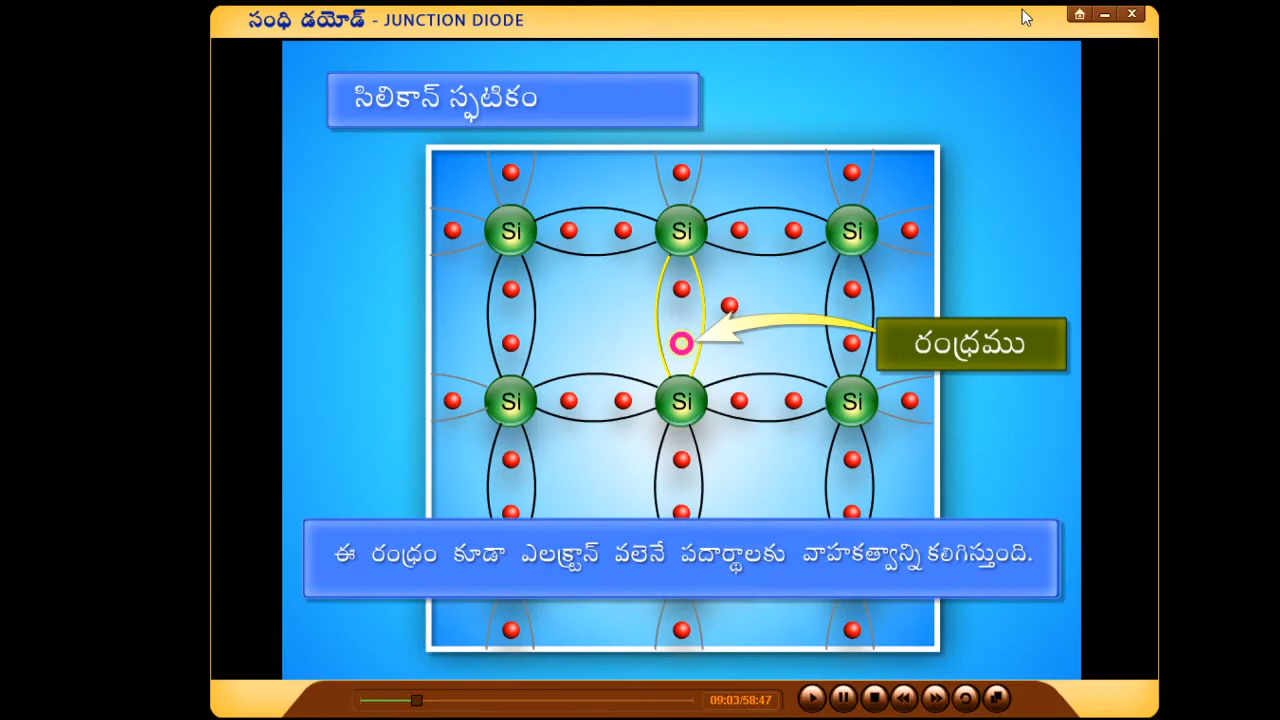 సంధి డయోడ్ - JUNCTION DIODE
సిలికాన్ స్ఫటికం
Si Si Si
రంధ్రము
Si Si Si
ఈ రంధ్రం కూడా ఎలక్ట్రాన్ వలెనే పదార్థాలకు వాహకత్వాన్ని కలిగిస్తుంది.
09:03/58:47